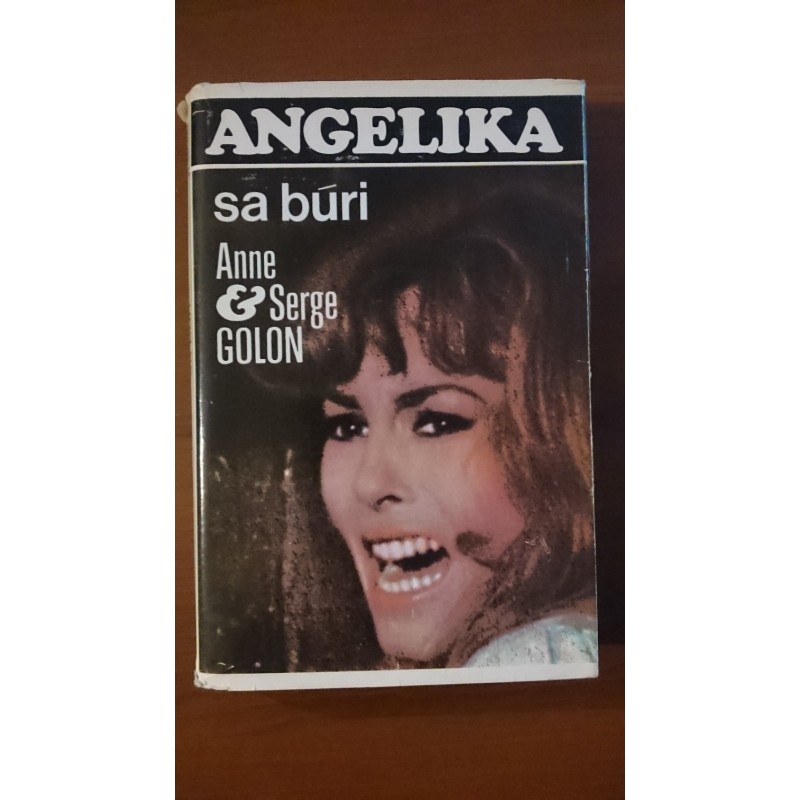 ANGELIKA
sa búri
Anne
& Serge
GOLON